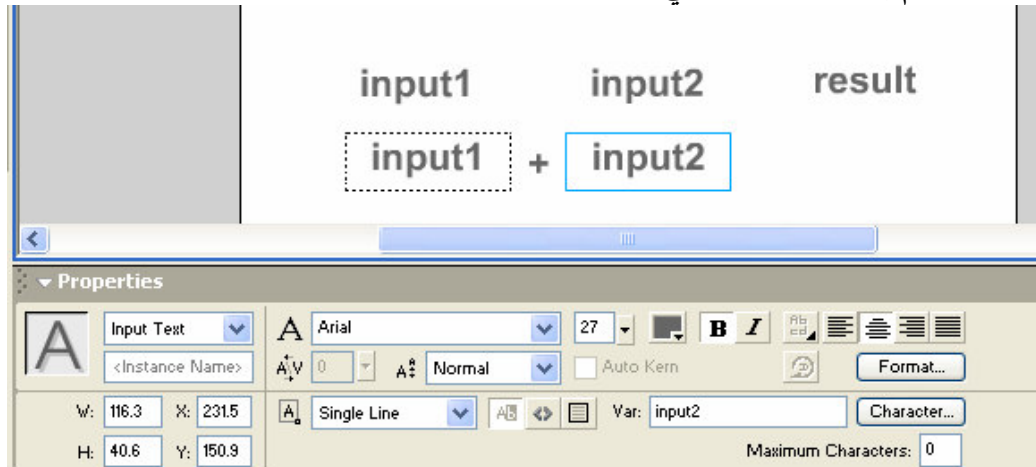 input1 input2 result
input1 + input2
Properties
A Input Text A Arial 27 B I
<Instance Name> A V 0 A Normal Auto Kern Format...
W: 116.3 X: 231.5 A Single Line Var: input2 Character...
H: 40.6 Y: 150.9 Maximum Characters: 0